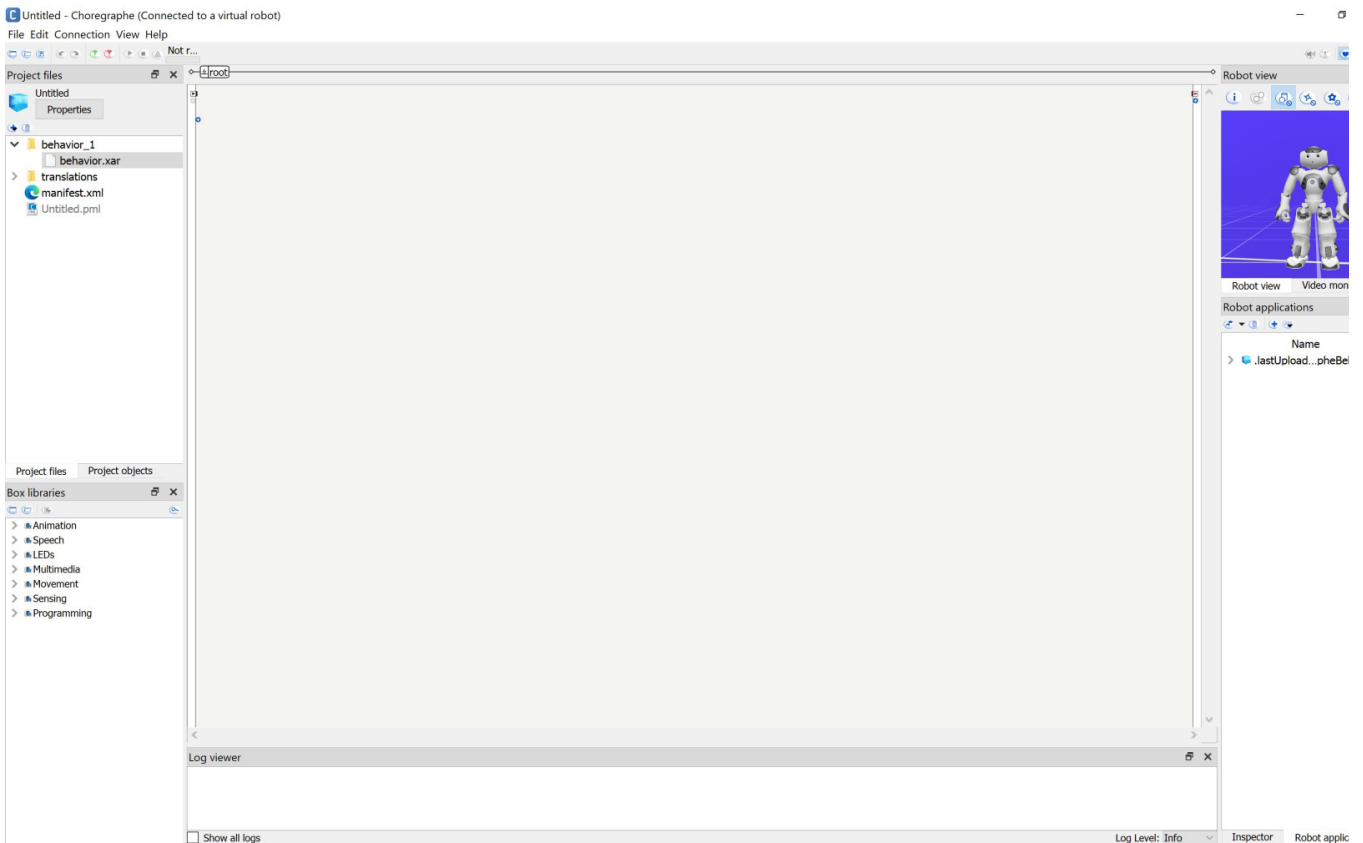 Untitled - Choregraphe (Connected to a virtual robot)
File Edit Connection View Help
Not r...
Project files
Untitled
Properties
behavior_1
behavior.xar
translations
manifest.xml
Untitled.pml
Project files Project objects
Box libraries
Animation
Speech
LEDs
Multimedia
Movement
Sensing
Programming
root
Log viewer
Show all logs
Log Level: Info
Robot view
Robot view Video mon
Robot applications
Name
.lastUpload...pheBe
Inspector Robot applic